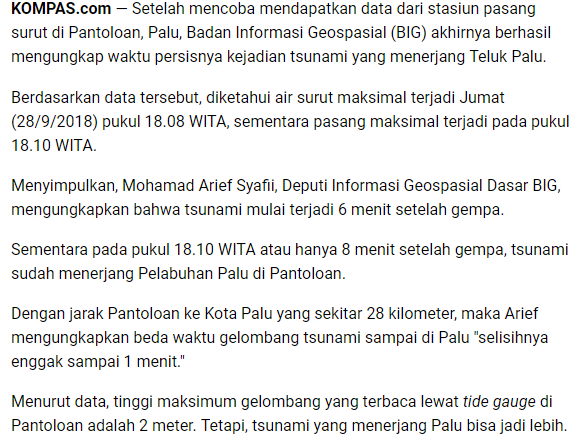 KOMPAS.com — Setelah mencoba mendapatkan data dari stasiun pasang
surut di Pantoloan, Palu, Badan Informasi Geospasial (BIG) akhirnya berhasil
mengungkap waktu persisnya kejadian tsunami yang menerjang Teluk Palu.
Berdasarkan data tersebut, diketahui air surut maksimal terjadi Jumat
(28/9/2018) pukul 18.08 WITA, sementara pasang maksimal terjadi pada pukul
18.10 WITA.
Menyimpulkan, Mohamad Arief Syafii, Deputi Informasi Geospasial Dasar BIG,
mengungkapkan bahwa tsunami mulai terjadi 6 menit setelah gempa.
Sementara pada pukul 18.10 WITA atau hanya 8 menit setelah gempa, tsunami
sudah menerjang Pelabuhan Palu di Pantoloan.
Dengan jarak Pantoloan ke Kota Palu yang sekitar 28 kilometer, maka Arief
mengungkapkan beda waktu gelombang tsunami sampai di Palu "selisihnya
enggak sampai 1 menit."
Menurut data, tinggi maksimum gelombang yang terbaca lewat tide gauge di
Pantoloan adalah 2 meter. Tetapi, tsunami yang menerjang Palu bisa jadi lebih.